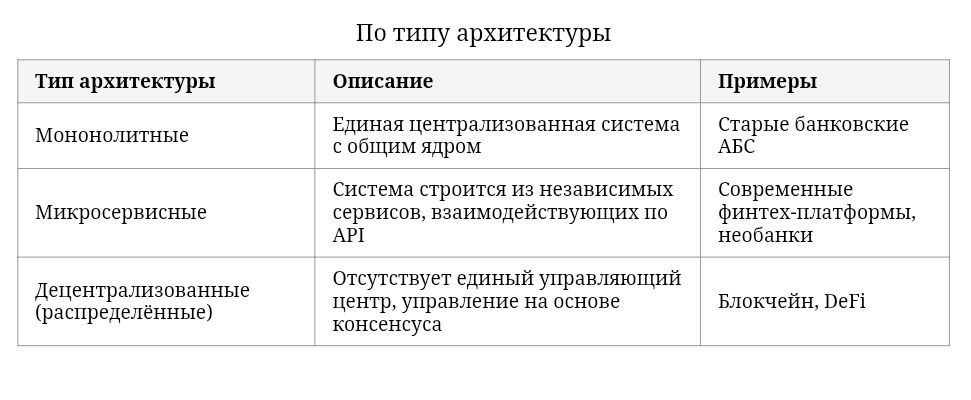 По типу архитектуры
Тип архитектуры
Описание
Примеры
Мононолитные
Единая централизованная система
с общим ядром
Старые банковские
АБС
Микросервисные
Система строится из независимых
сервисов, взаимодействующих по
API
Современные
финтех-платформы,
необанки
Децентрализованные
(распределённые)
Отсутствует единый управляющий
центр, управление на основе
консенсуса
Блокчейн, DeFi